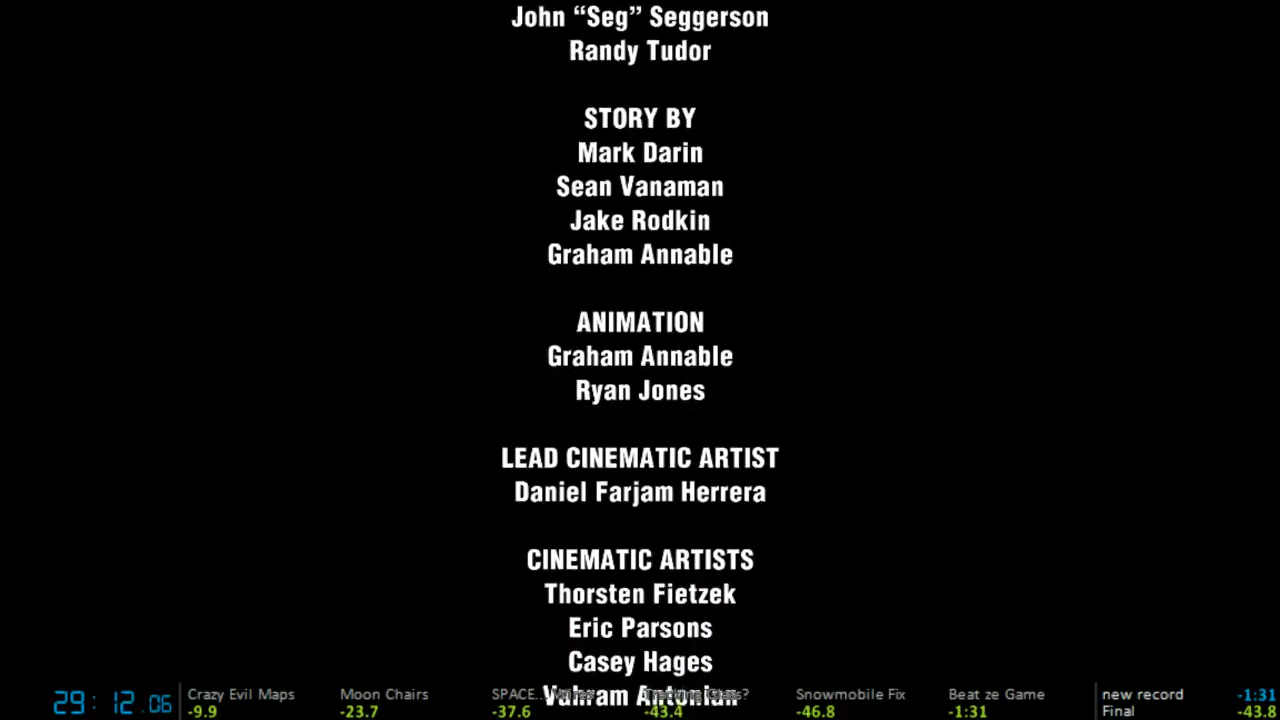 John “Seg” Seggerson
Randy Tudor
STORY BY
Mark Darin
Sean Vanaman
Jake Rodkin
Graham Annable
ANIMATION
Graham Annable
Ryan Jones
LEAD CINEMATIC ARTIST
Daniel Farjam Herrera
CINEMATIC ARTISTS
Thorsten Fietzek
Eric Parsons
Casey Hages
Vahram Antonian
29:12.06
Crazy Evil Maps
-9.9
Moon Chairs
-23.7
SPACE...
-37.6
-43.4
Snowmobile Fix
-46.8
Beat ze Game
-1:31
new record -1:31
Final -43.8